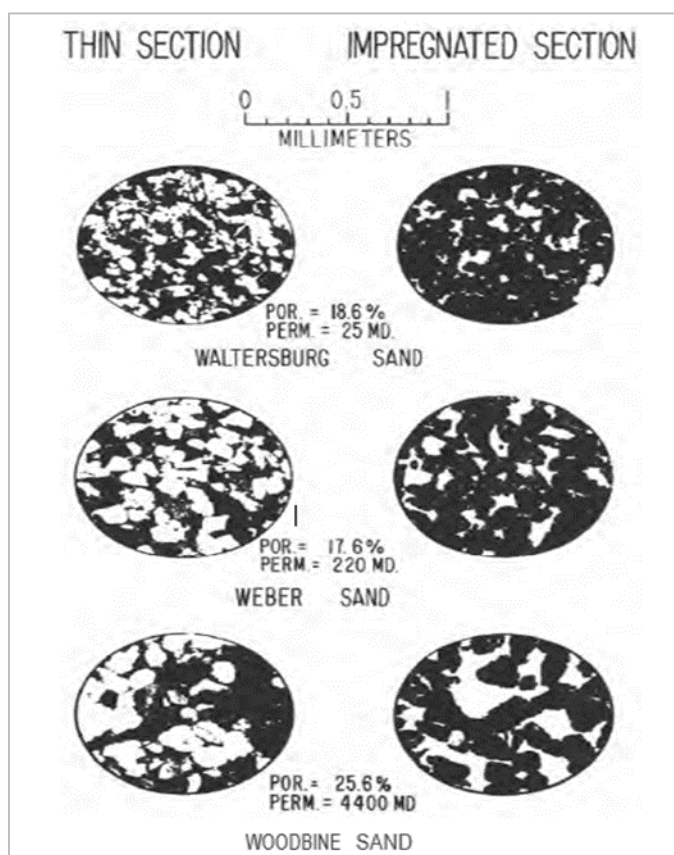 THIN SECTION IMPREGNATED SECTION
0 0.5 1
MILLIMETERS
POR. = 18.6 %
PERM. = 25 MD.
WALTERSBURG SAND
POR.= 17.6 %
PERM.= 220 MD.
WEBER SAND
POR.= 25.6 %
PERM.= 4400 MD
WOODBINE SAND